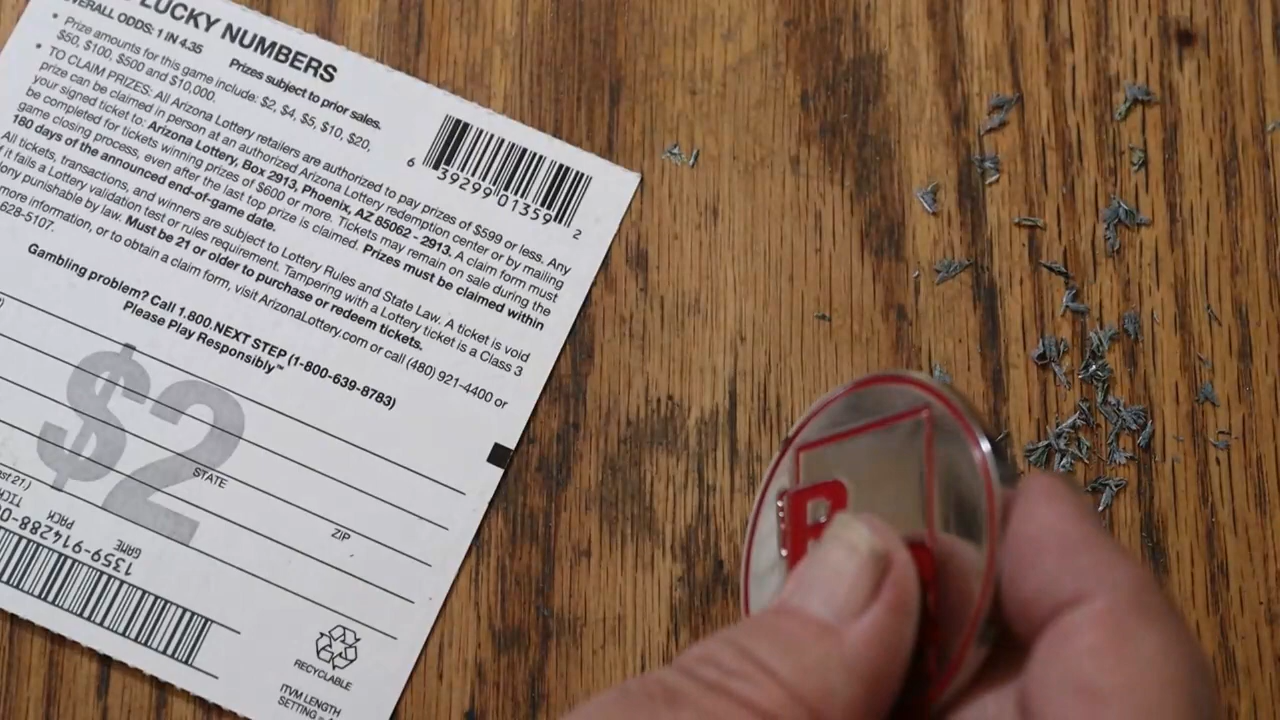 LUCKY NUMBERS
OVERALL ODDS: 1 IN 4.35
Prizes subject to prior sales.
• Prize amounts for this game include: $2, $4, $5, $10, $20,
$50, $100, $500 and $10,000.
• TO CLAIM PRIZES: All Arizona Lottery retailers are authorized to pay prizes of $599 or less. Any
prize can be claimed in person at an authorized Arizona Lottery redemption center or by mailing
your signed ticket to: Arizona Lottery, Box 2913, Phoenix, AZ 85062 - 2913. A claim form must
be completed for tickets winning prizes of $600 or more. Tickets may remain on sale during the
game closing process, even after the last top prize is claimed. Prizes must be claimed within
180 days of the announced end-of-game date.
All tickets, transactions, and winners are subject to Lottery Rules and State Law. A ticket is void
if it fails a Lottery validation test or rules requirement. Tampering with a Lottery ticket is a Class 3
ony punishable by law. Must be 21 or older to purchase or redeem tickets.
more information, or to obtain a claim form, visit ArizonaLottery.com or call (480) 921-4400 or
628-5107.
Gambling problem? Call 1.800.NEXT STEP (1-800-639-8783)
Please Play Responsibly™
6 39299 01359 2
$2
STATE
ZIP
PACK
GAME
1359-914288-0
RECYCLABLE
ITVM LENGTH
SETTING =